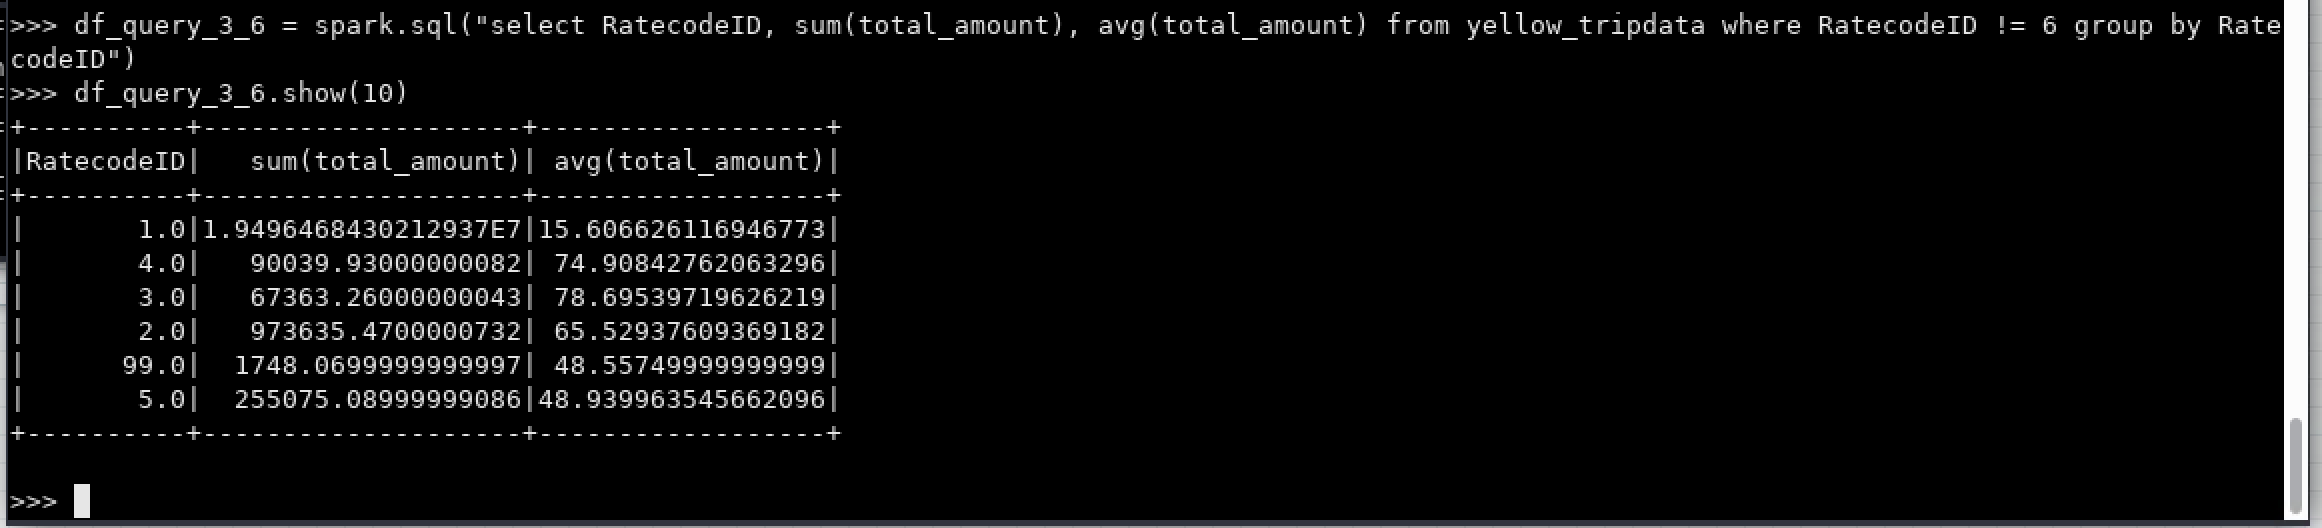 >>> df_query_3_6 = spark.sql("select RatecodeID, sum(total_amount), avg(total_amount) from yellow_tripdata where RatecodeID != 6 group by Rate
codeID")
>>> df_query_3_6.show(10)
+----------+--------------------+------------------+
|RatecodeID|   sum(total_amount)| avg(total_amount)|
+----------+--------------------+------------------+
|       1.0|1.9496468430212937E7|15.606626116946773|
|       4.0|   90039.93000000082| 74.90842762063296|
|       3.0|   67363.26000000043| 78.69539719626219|
|       2.0|   973635.4700000732| 65.52937609369182|
|      99.0|  1748.0699999999997| 48.55749999999999|
|       5.0|  255075.08999999086|48.939963545662096|
+----------+--------------------+------------------+
>>>